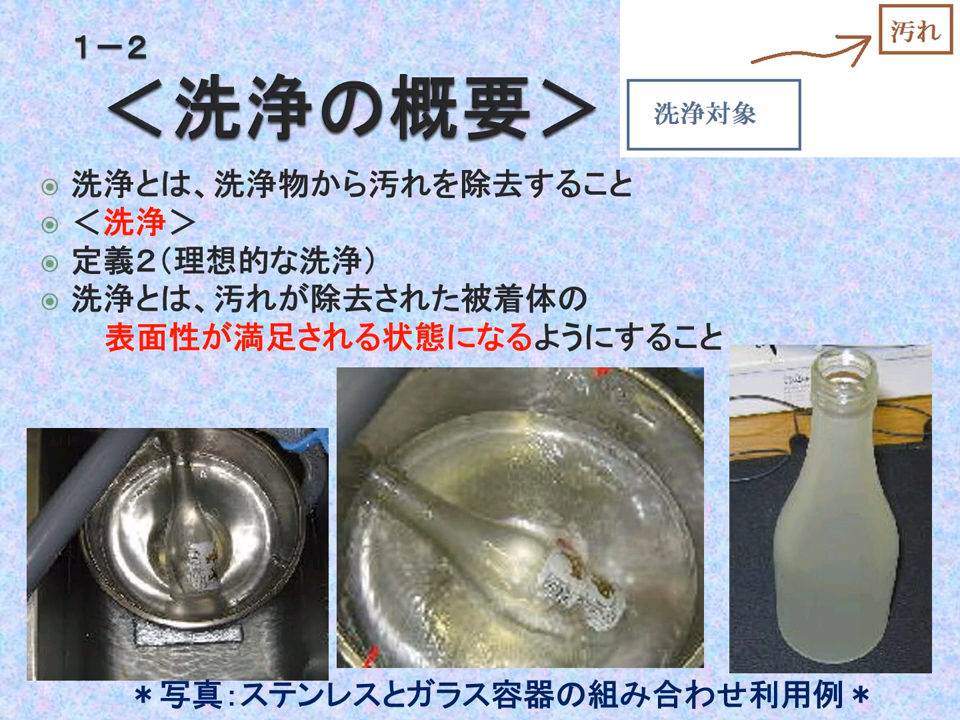 1－2
＜洗浄の概要＞
汚れ
洗浄対象
洗浄とは、洗浄物から汚れを除去すること
＜洗浄＞
定義２（理想的な洗浄）
洗浄とは、汚れが除去された被着体の
表面性が満足される状態になるようにすること
＊写真：ステンレスとガラス容器の組み合わせ利用例＊